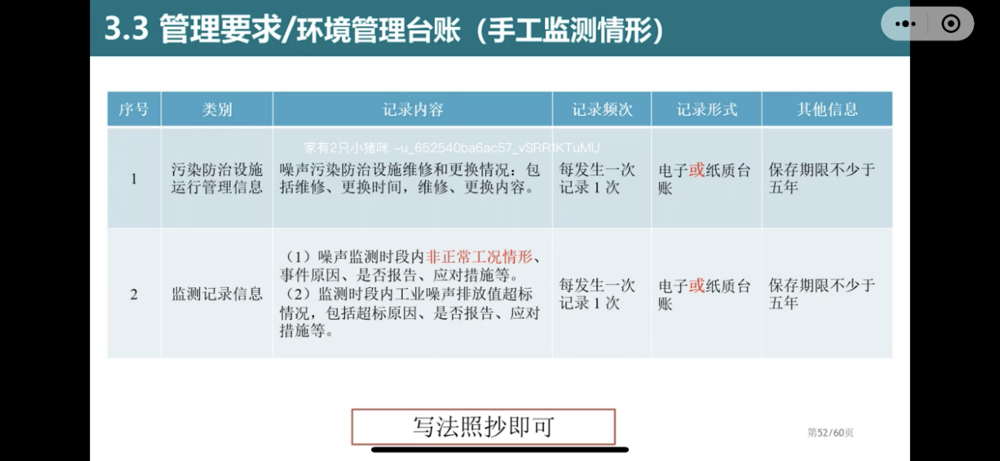 3.3 管理要求/环境管理台账（手工监测情形）
序号 类别 记录内容 记录频次 记录形式 其他信息
家有2只小猪咪 -u_652540ba6ac57_vSRR1KTuMU
1
污染防治设施
运行管理信息
噪声污染防治设施维修和更换情况：包
括维修、更换时间，维修、更换内容。
每发生一次
记录 1 次
电子或纸质台
账
保存期限不少于
五年
2
监测记录信息
（1）噪声监测时段内非正常工况情形、
事件原因、是否报告、应对措施等。
（2）监测时段内工业噪声排放值超标
情况，包括超标原因、是否报告、应对
措施等。
每发生一次
记录 1 次
电子或纸质台
账
保存期限不少于
五年
写法照抄即可
第52/60页